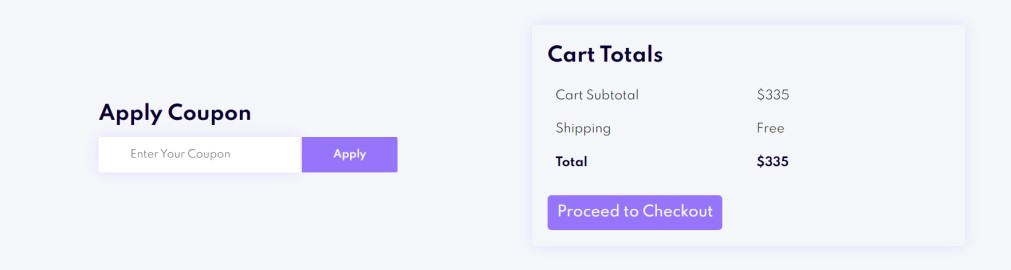 Apply Coupon
Enter Your Coupon
Apply
Cart Totals
Cart Subtotal $335
Shipping Free
Total $335
Proceed to Checkout